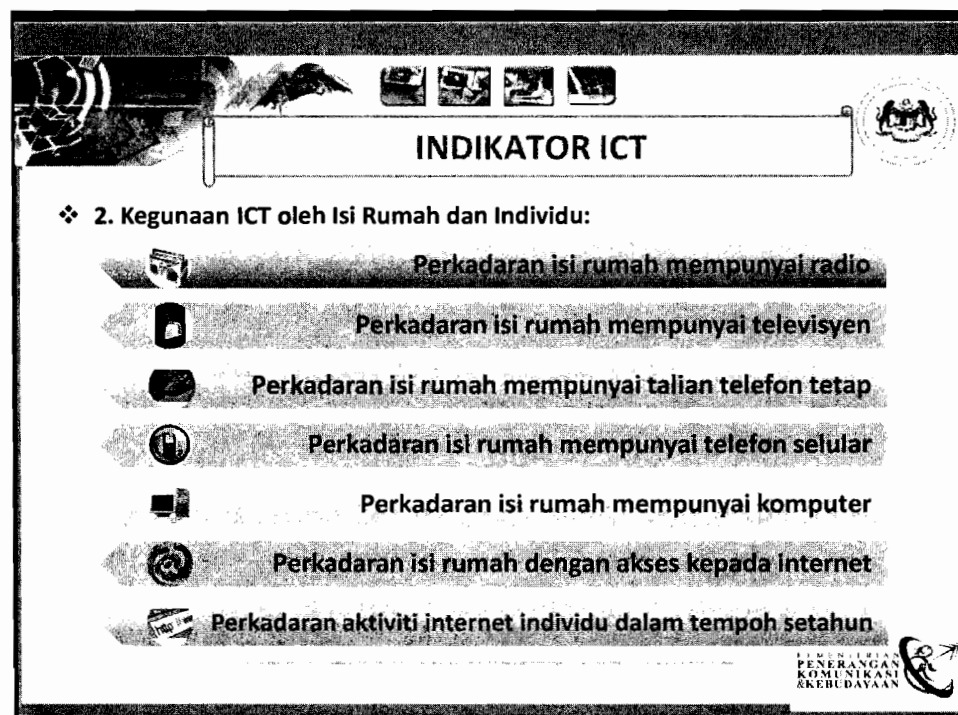 INDIKATOR ICT
❖ 2. Kegunaan ICT oleh Isi Rumah dan Individu:
Perkadaran isi rumah mempunyai radio
Perkadaran isi rumah mempunyai televisyen
Perkadaran isi rumah mempunyai talian telefon tetap
Perkadaran isi rumah mempunyai telefon selular
Perkadaran isi rumah mempunyai komputer
Perkadaran isi rumah dengan akses kepada internet
Perkadaran aktiviti internet individu dalam tempoh setahun
KEMENTERIAN
PENERANGAN
KOMUNIKASI
&KEBUDAYAAN